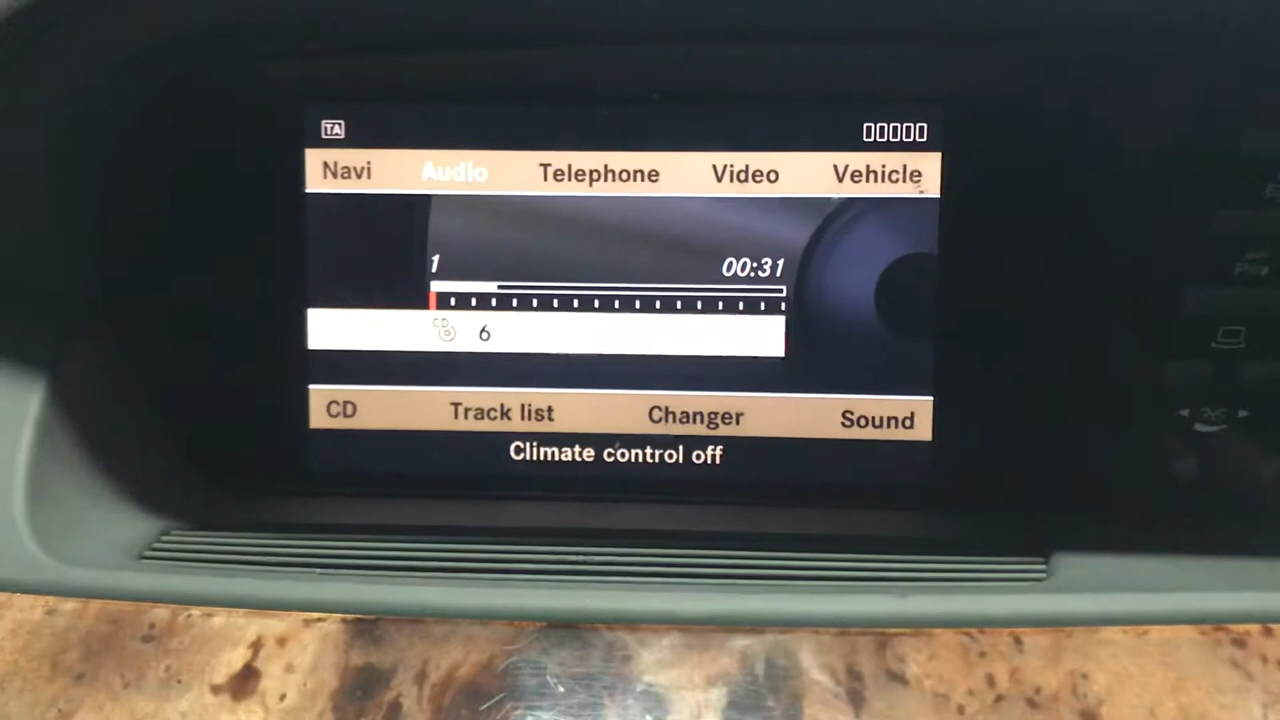 TA
Navi Audio Telephone Video Vehicle
1 00:31
CD 6
CD Track list Changer Sound
Climate control off